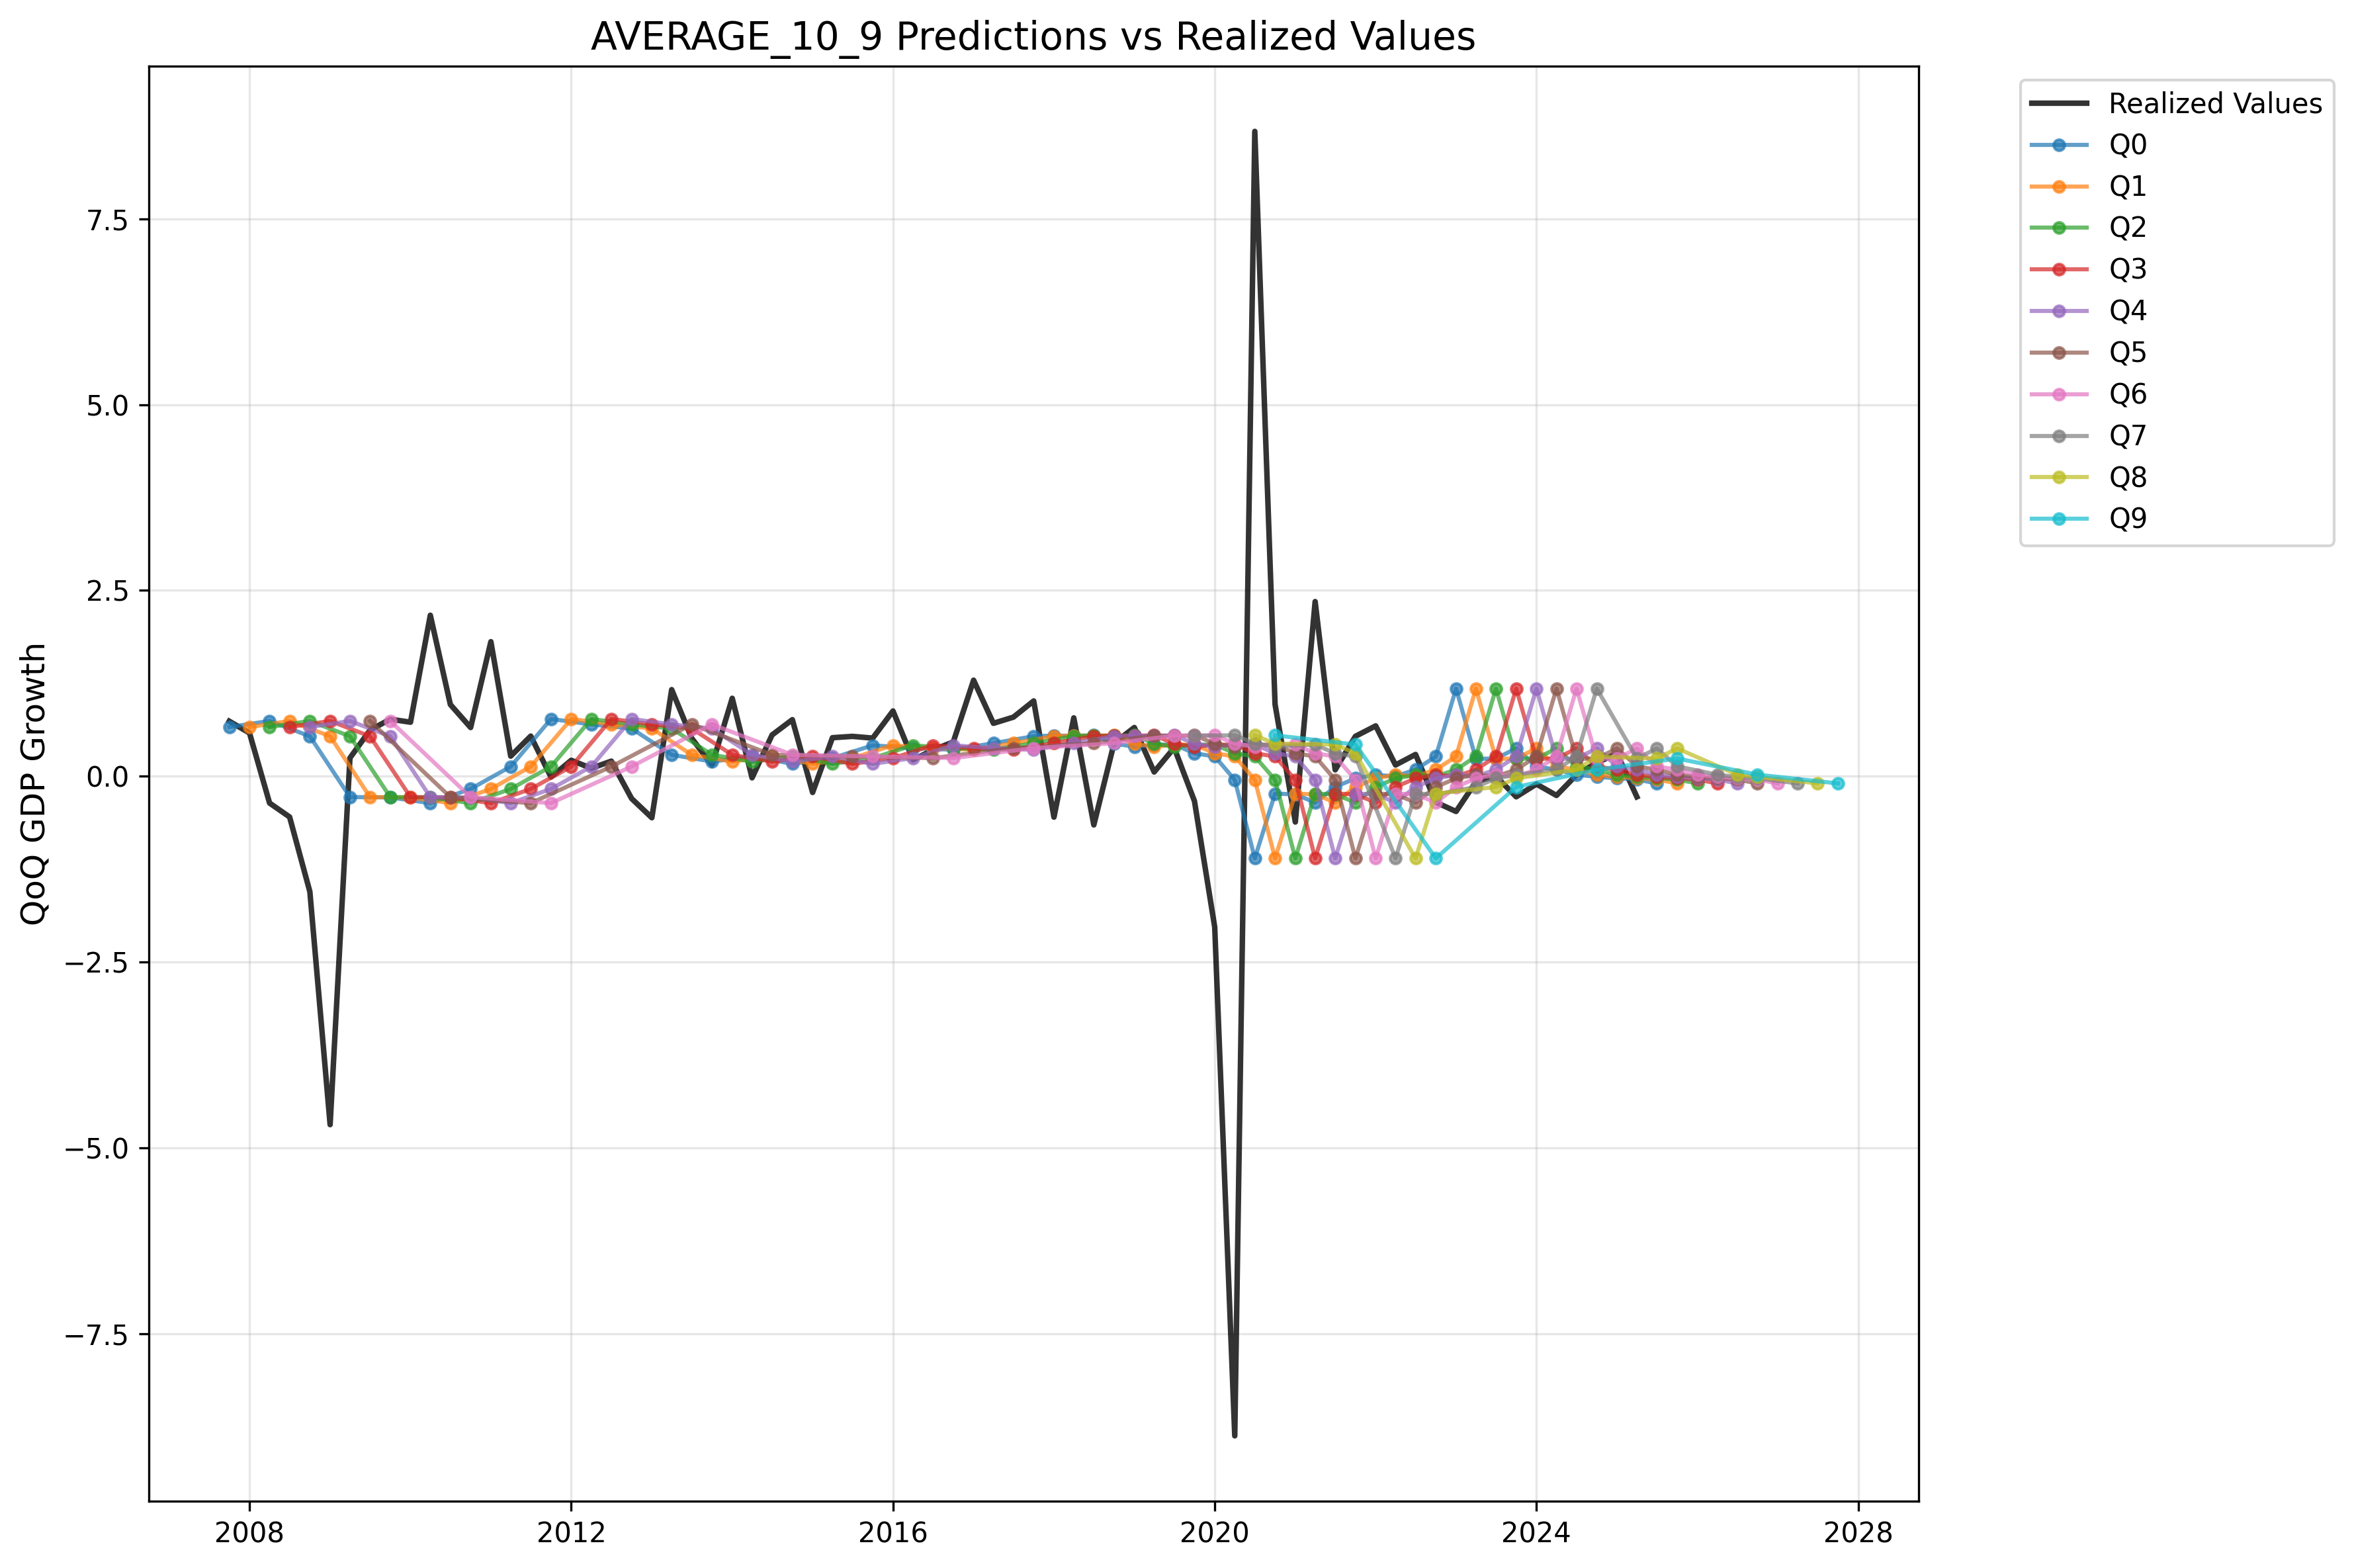 AVERAGE_10_9 Predictions vs Realized Values
QoQ GDP Growth
7.5
5.0
2.5
0.0
−2.5
−5.0
−7.5
2008
2012
2016
2020
2024
2028
Realized Values
Q0
Q1
Q2
Q3
Q4
Q5
Q6
Q7
Q8
Q9